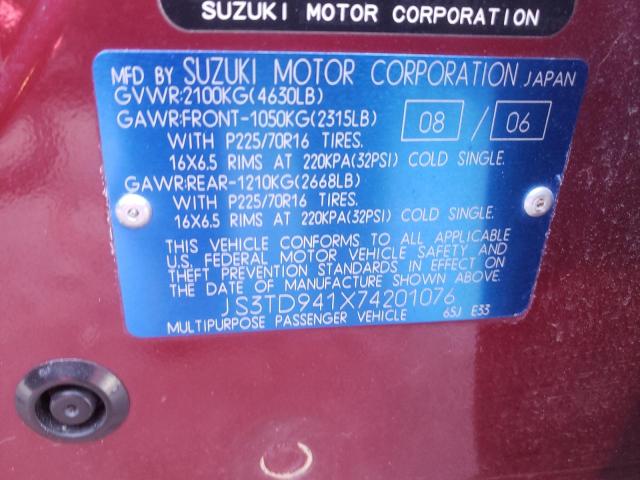 SUZUKI MOTOR CORPORATION
MFD BY SUZUKI MOTOR CORPORATION JAPAN
GVWR:2100KG(4630LB)
GAWR:FRONT-1050KG(2315LB) 08 / 06
WITH P225/70R16 TIRES.
16X6.5 RIMS AT 220KPA(32PSI) COLD SINGLE.
GAWR:REAR-1210KG(2668LB)
WITH P225/70R16 TIRES.
16X6.5 RIMS AT 220KPA(32PSI) COLD SINGLE.
THIS VEHICLE CONFORMS TO ALL APPLICABLE
U.S. FEDERAL MOTOR VEHICLE SAFETY AND
THEFT PREVENTION STANDARDS IN EFFECT ON
THE DATE OF MANUFACTURE SHOWN ABOVE.
JS3TD941X74201076
MULTIPURPOSE PASSENGER VEHICLE 65J E33